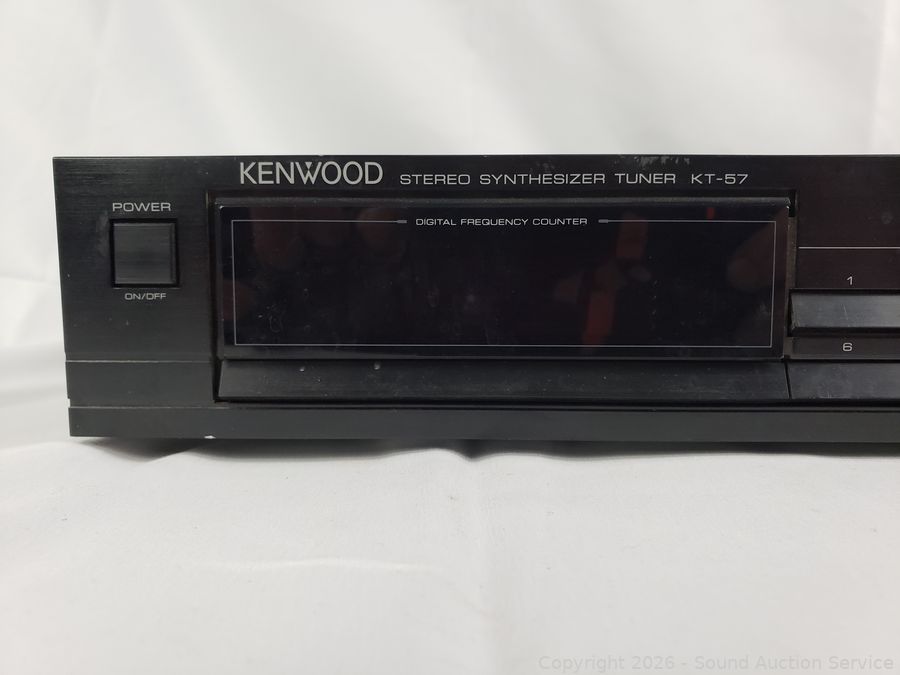 KENWOOD STEREO SYNTHESIZER TUNER KT-57
POWER
DIGITAL FREQUENCY COUNTER
ON/OFF
1
6
Copyright 2026 - Sound Auction Service